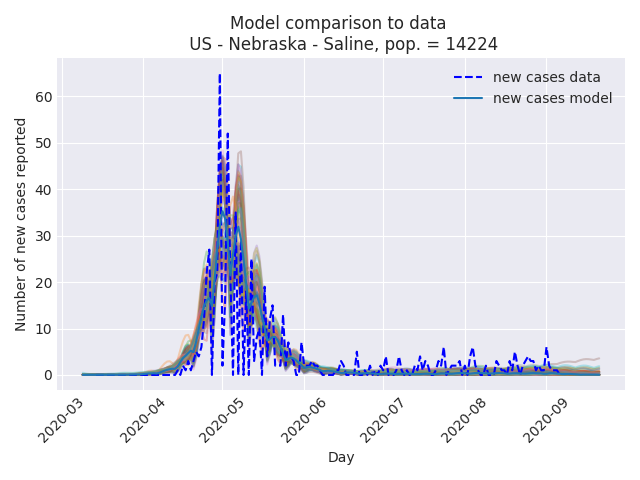 Model comparison to data
US - Nebraska - Saline, pop. = 14224
new cases data
new cases model
Number of new cases reported
60
50
40
30
20
10
0
2020-03
2020-04
2020-05
2020-06
2020-07
2020-08
2020-09
Day